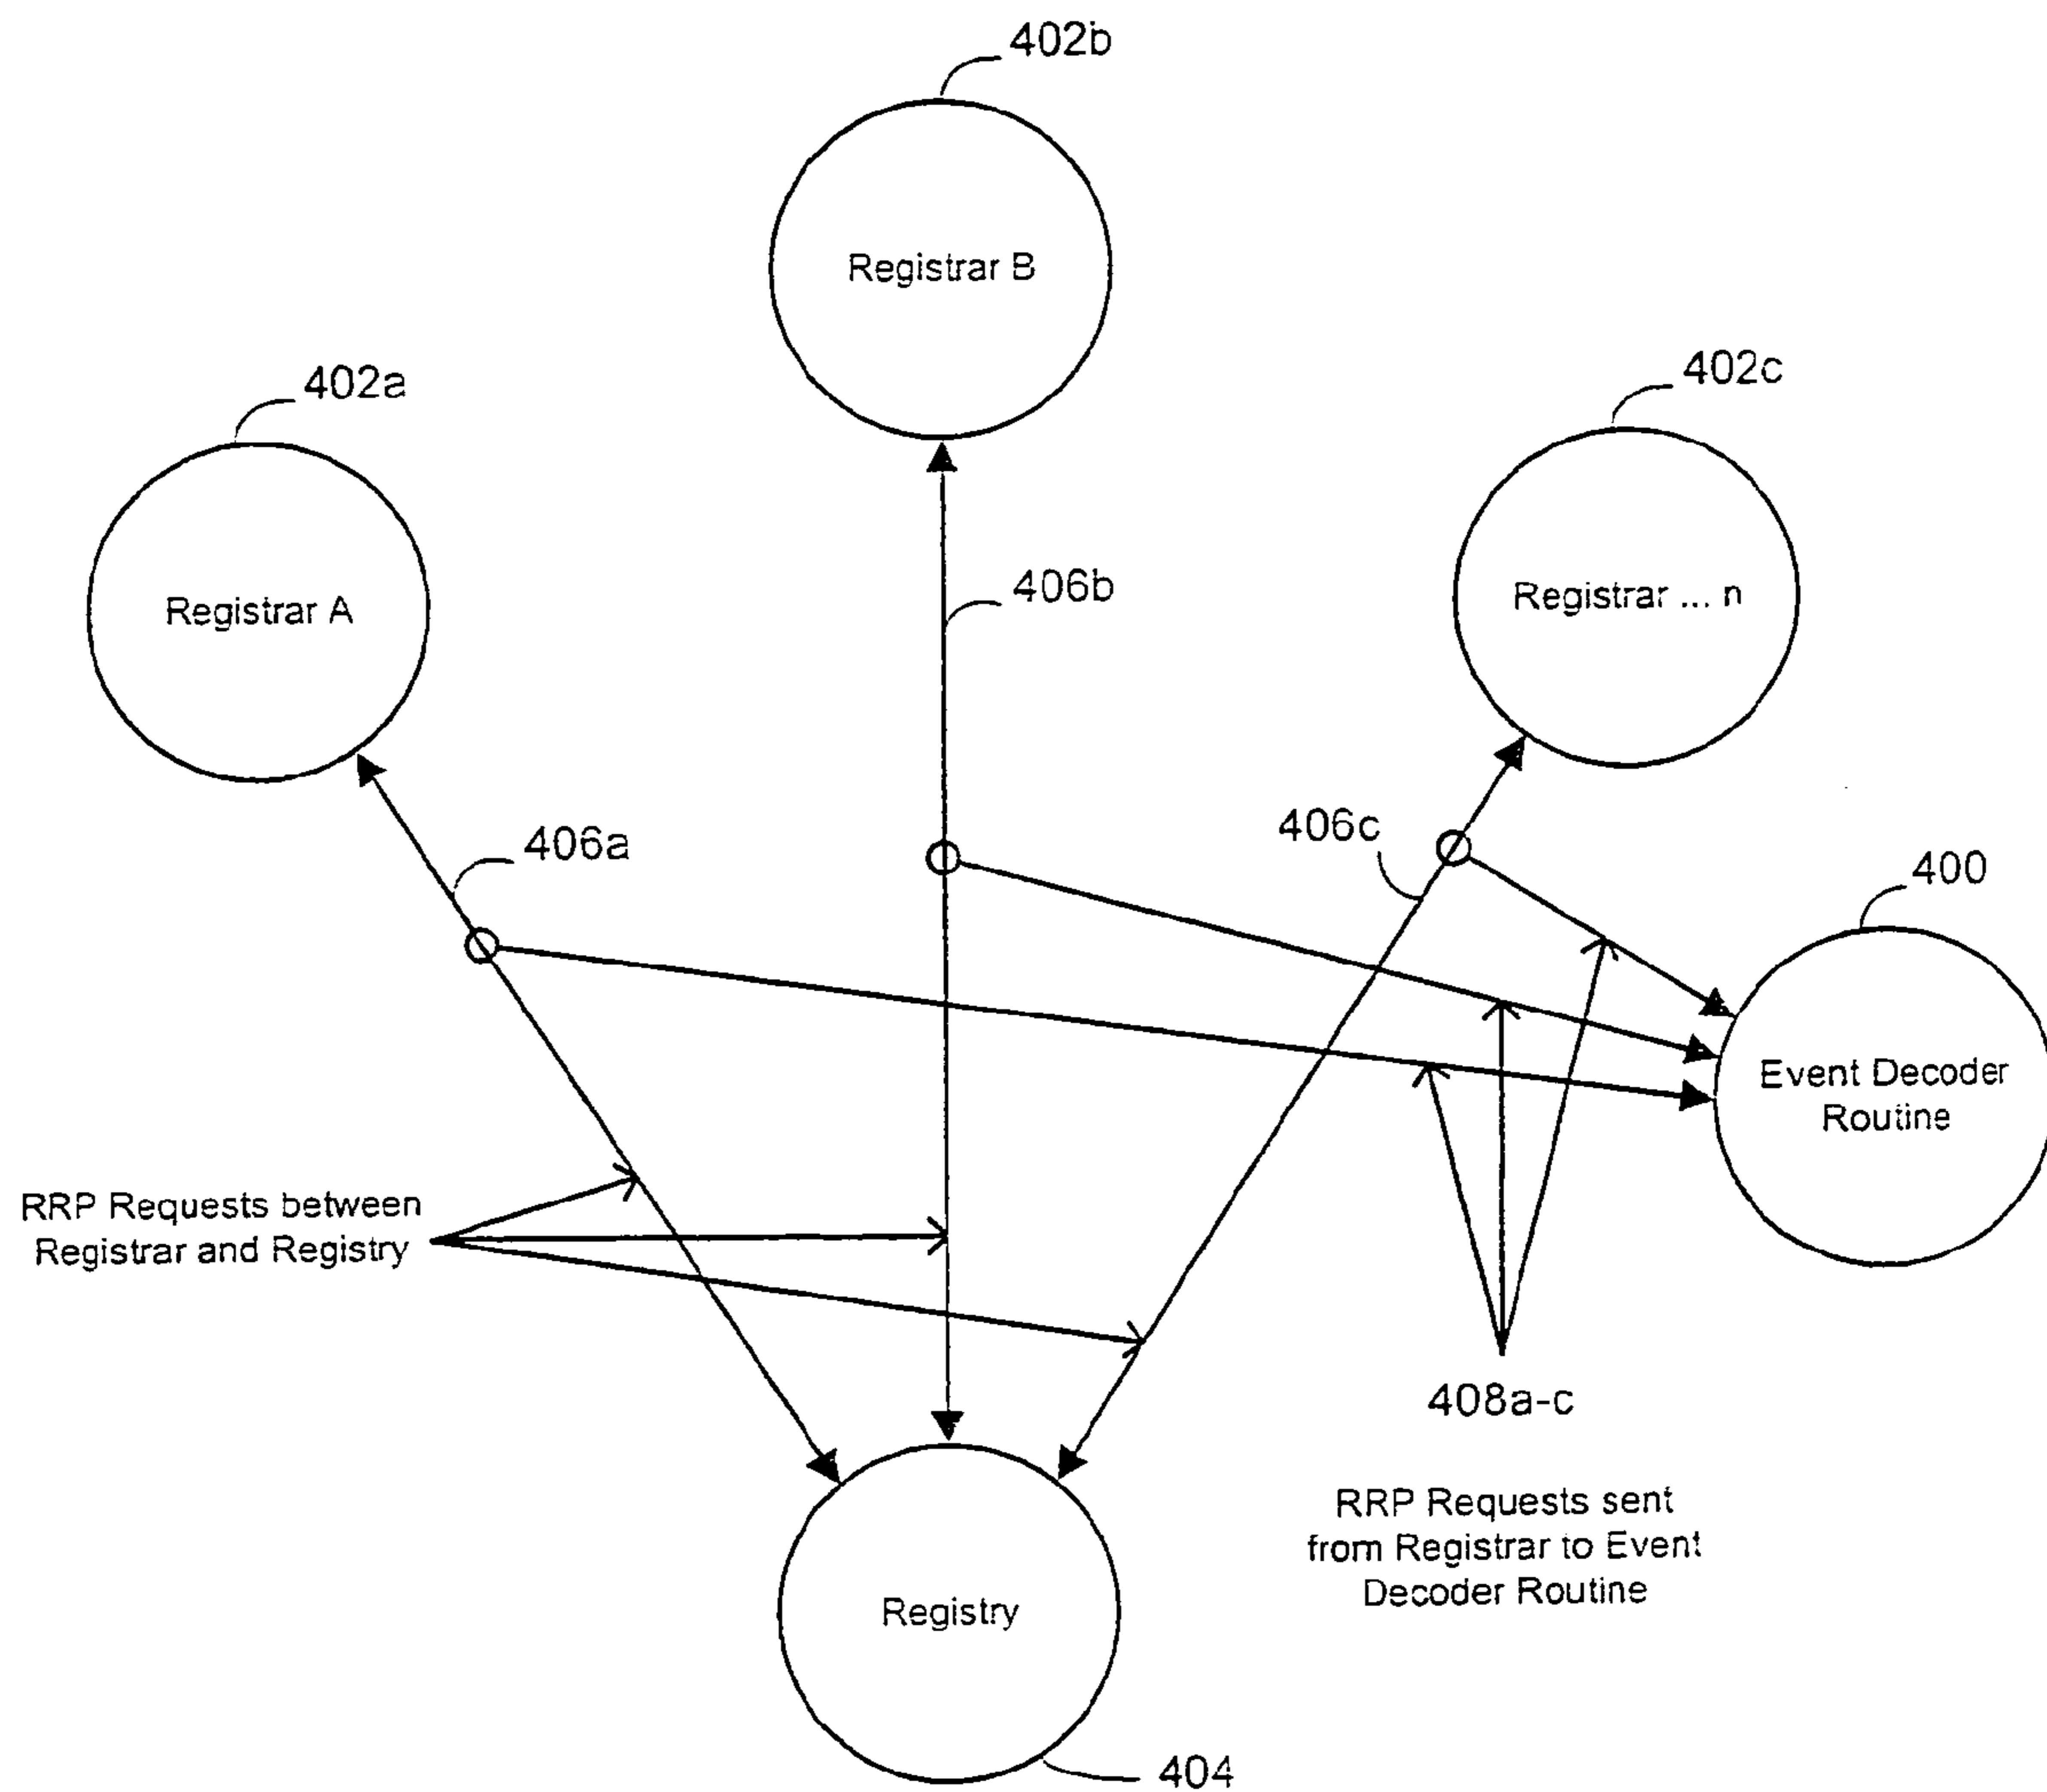 402b
Registrar B
402a
402c
Registrar A
406b
Registrar ... n
406a
406c
400
Event Decoder
Routine
RRP Requests between
Registrar and Registry
408a-c
RRP Requests sent
from Registrar to Event
Decoder Routine
Registry
404